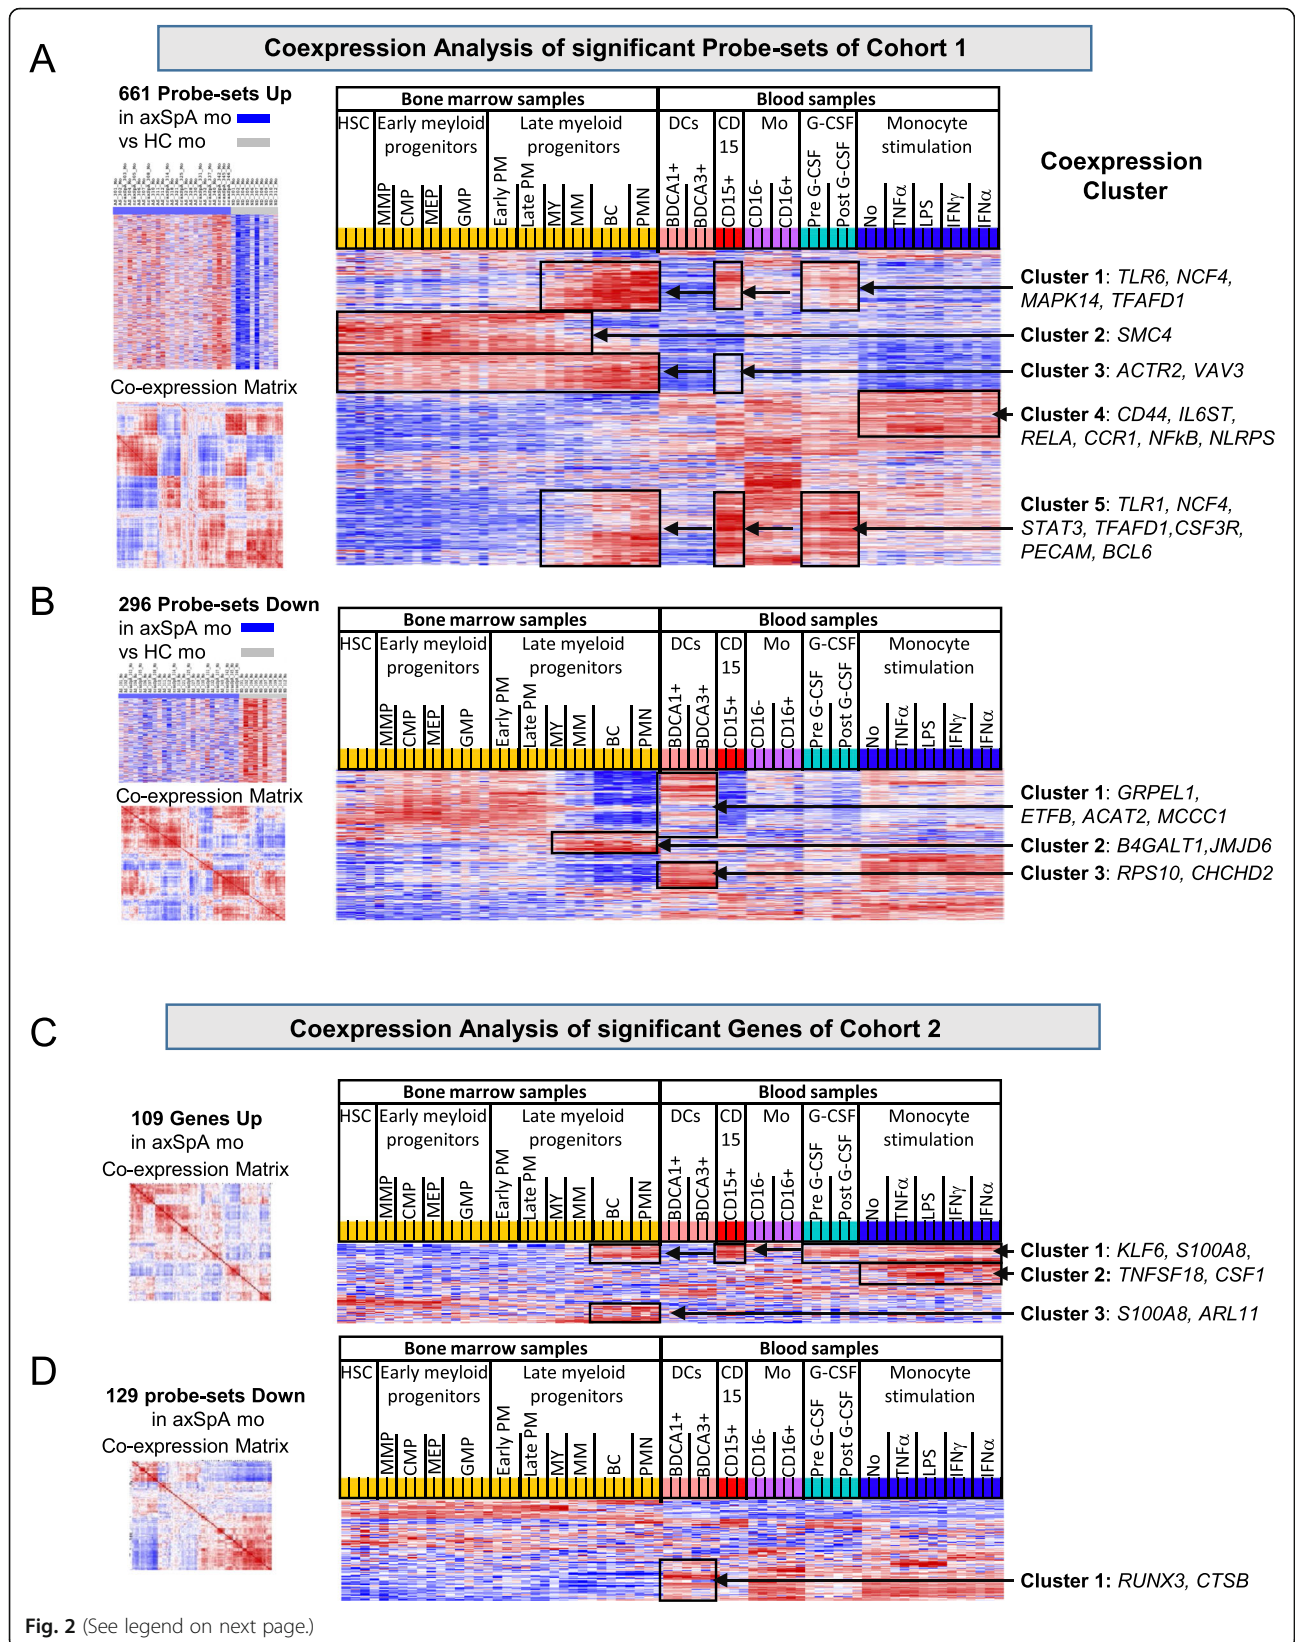 A
Coexpression Analysis of significant Probe-sets of Cohort 1
661 Probe-sets Up
in axSpA mo
vs HC mo
Co-expression Matrix
Bone marrow samples
Blood samples
HSC
Early meyloid
progenitors
Late myeloid
progenitors
DCs
CD
15
Mo
G-CSF
Monocyte
stimulation
MMP
CMP
MEP
GMP
Early PM
Late PM
MY
MM
BC
PMN
BDCA1+
BDCA3+
CD15+
CD16-
CD16+
Pre G-CSF
Post G-CSF
No
TNFα
LPS
IFNγ
IFNα
Coexpression
Cluster
Cluster 1: TLR6, NCF4,
MAPK14, TFAFD1
Cluster 2: SMC4
Cluster 3: ACTR2, VAV3
Cluster 4: CD44, IL6ST,
RELA, CCR1, NFkB, NLRPS
Cluster 5: TLR1, NCF4,
STAT3, TFAFD1,CSF3R,
PECAM, BCL6
B
296 Probe-sets Down
in axSpA mo
vs HC mo
Co-expression Matrix
Bone marrow samples
Blood samples
HSC
Early meyloid
progenitors
Late myeloid
progenitors
DCs
CD
15
Mo
G-CSF
Monocyte
stimulation
MMP
CMP
MEP
GMP
Early PM
Late PM
MY
MM
BC
PMN
BDCA1+
BDCA3+
CD15+
CD16-
CD16+
Pre G-CSF
Post G-CSF
No
TNFα
LPS
IFNγ
IFNα
Cluster 1: GRPEL1,
ETFB, ACAT2, MCCC1
Cluster 2: B4GALT1,JMJD6
Cluster 3: RPS10, CHCHD2
C
Coexpression Analysis of significant Genes of Cohort 2
109 Genes Up
in axSpA mo
Co-expression Matrix
Bone marrow samples
Blood samples
HSC
Early meyloid
progenitors
Late myeloid
progenitors
DCs
CD
15
Mo
G-CSF
Monocyte
stimulation
MMP
CMP
MEP
GMP
Early PM
Late PM
MY
MM
BC
PMN
BDCA1+
BDCA3+
CD15+
CD16-
CD16+
Pre G-CSF
Post G-CSF
No
TNFα
LPS
IFNγ
IFNα
Cluster 1: KLF6, S100A8,
Cluster 2: TNFSF18, CSF1
Cluster 3: S100A8, ARL11
D
129 probe-sets Down
in axSpA mo
Co-expression Matrix
Bone marrow samples
Blood samples
HSC
Early meyloid
progenitors
Late myeloid
progenitors
DCs
CD
15
Mo
G-CSF
Monocyte
stimulation
MMP
CMP
MEP
GMP
Early PM
Late PM
MY
MM
BC
PMN
BDCA1+
BDCA3+
CD15+
CD16-
CD16+
Pre G-CSF
Post G-CSF
No
TNFα
LPS
IFNγ
IFNα
Cluster 1: RUNX3, CTSB
Fig. 2 (See legend on next page.)